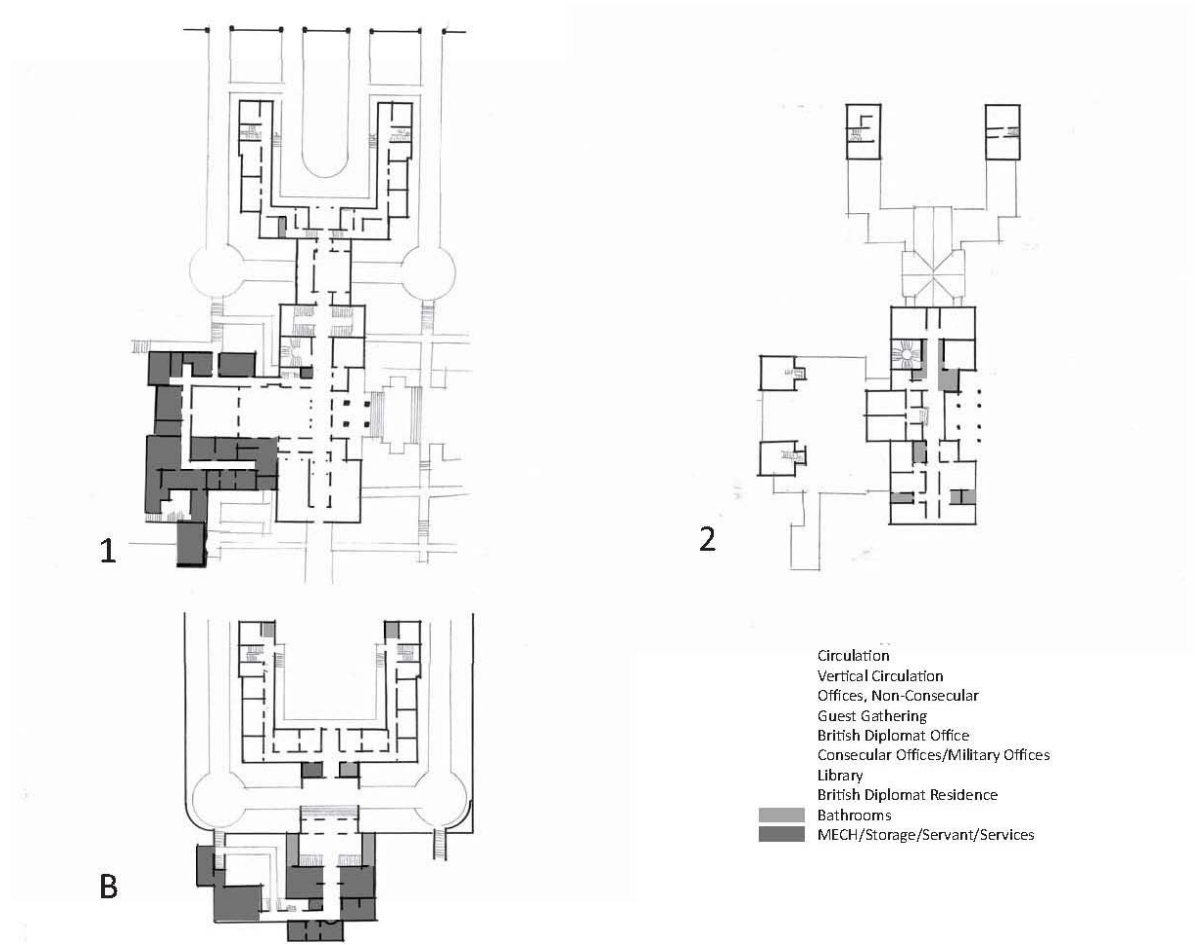 1
2
B
Circulation
Vertical Circulation
Offices, Non-Consecular
Guest Gathering
British Diplomat Office
Consecular Offices/Military Offices
Library
British Diplomat Residence
Bathrooms
MECH/Storage/Servant/Services